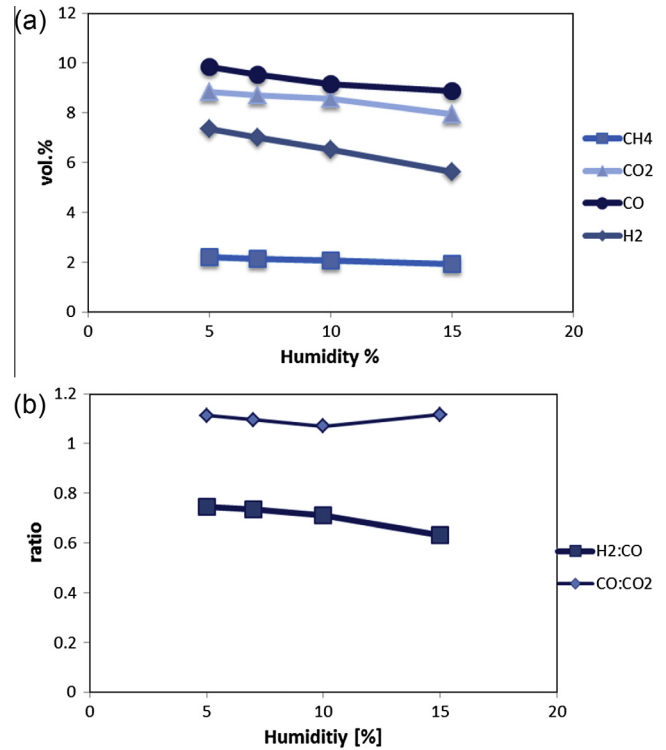 (a)
12
10
8
6
4
2
0
vol.%
0 5 10 15 20
Humidity %
CH4
CO2
CO
H2
(b)
1.2
1
0.8
0.6
0.4
0.2
0
ratio
0 5 10 15 20
Humiditiy [%]
H2:CO
CO:CO2